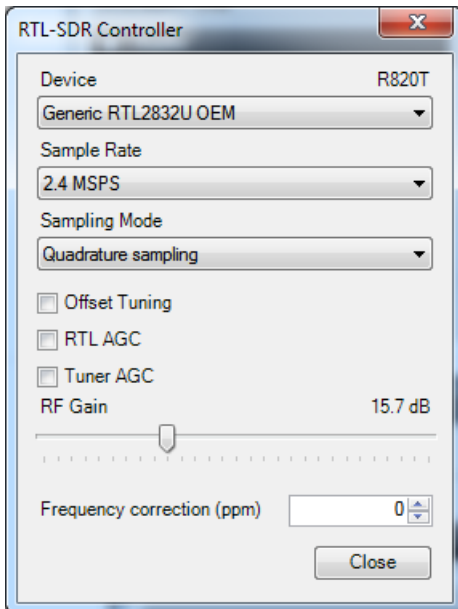 RTL-SDR Controller
Device R820T
Generic RTL2832U OEM
Sample Rate
2.4 MSPS
Sampling Mode
Quadrature sampling
Offset Tuning
RTL AGC
Tuner AGC
RF Gain 15.7 dB
Frequency correction (ppm) 0
Close